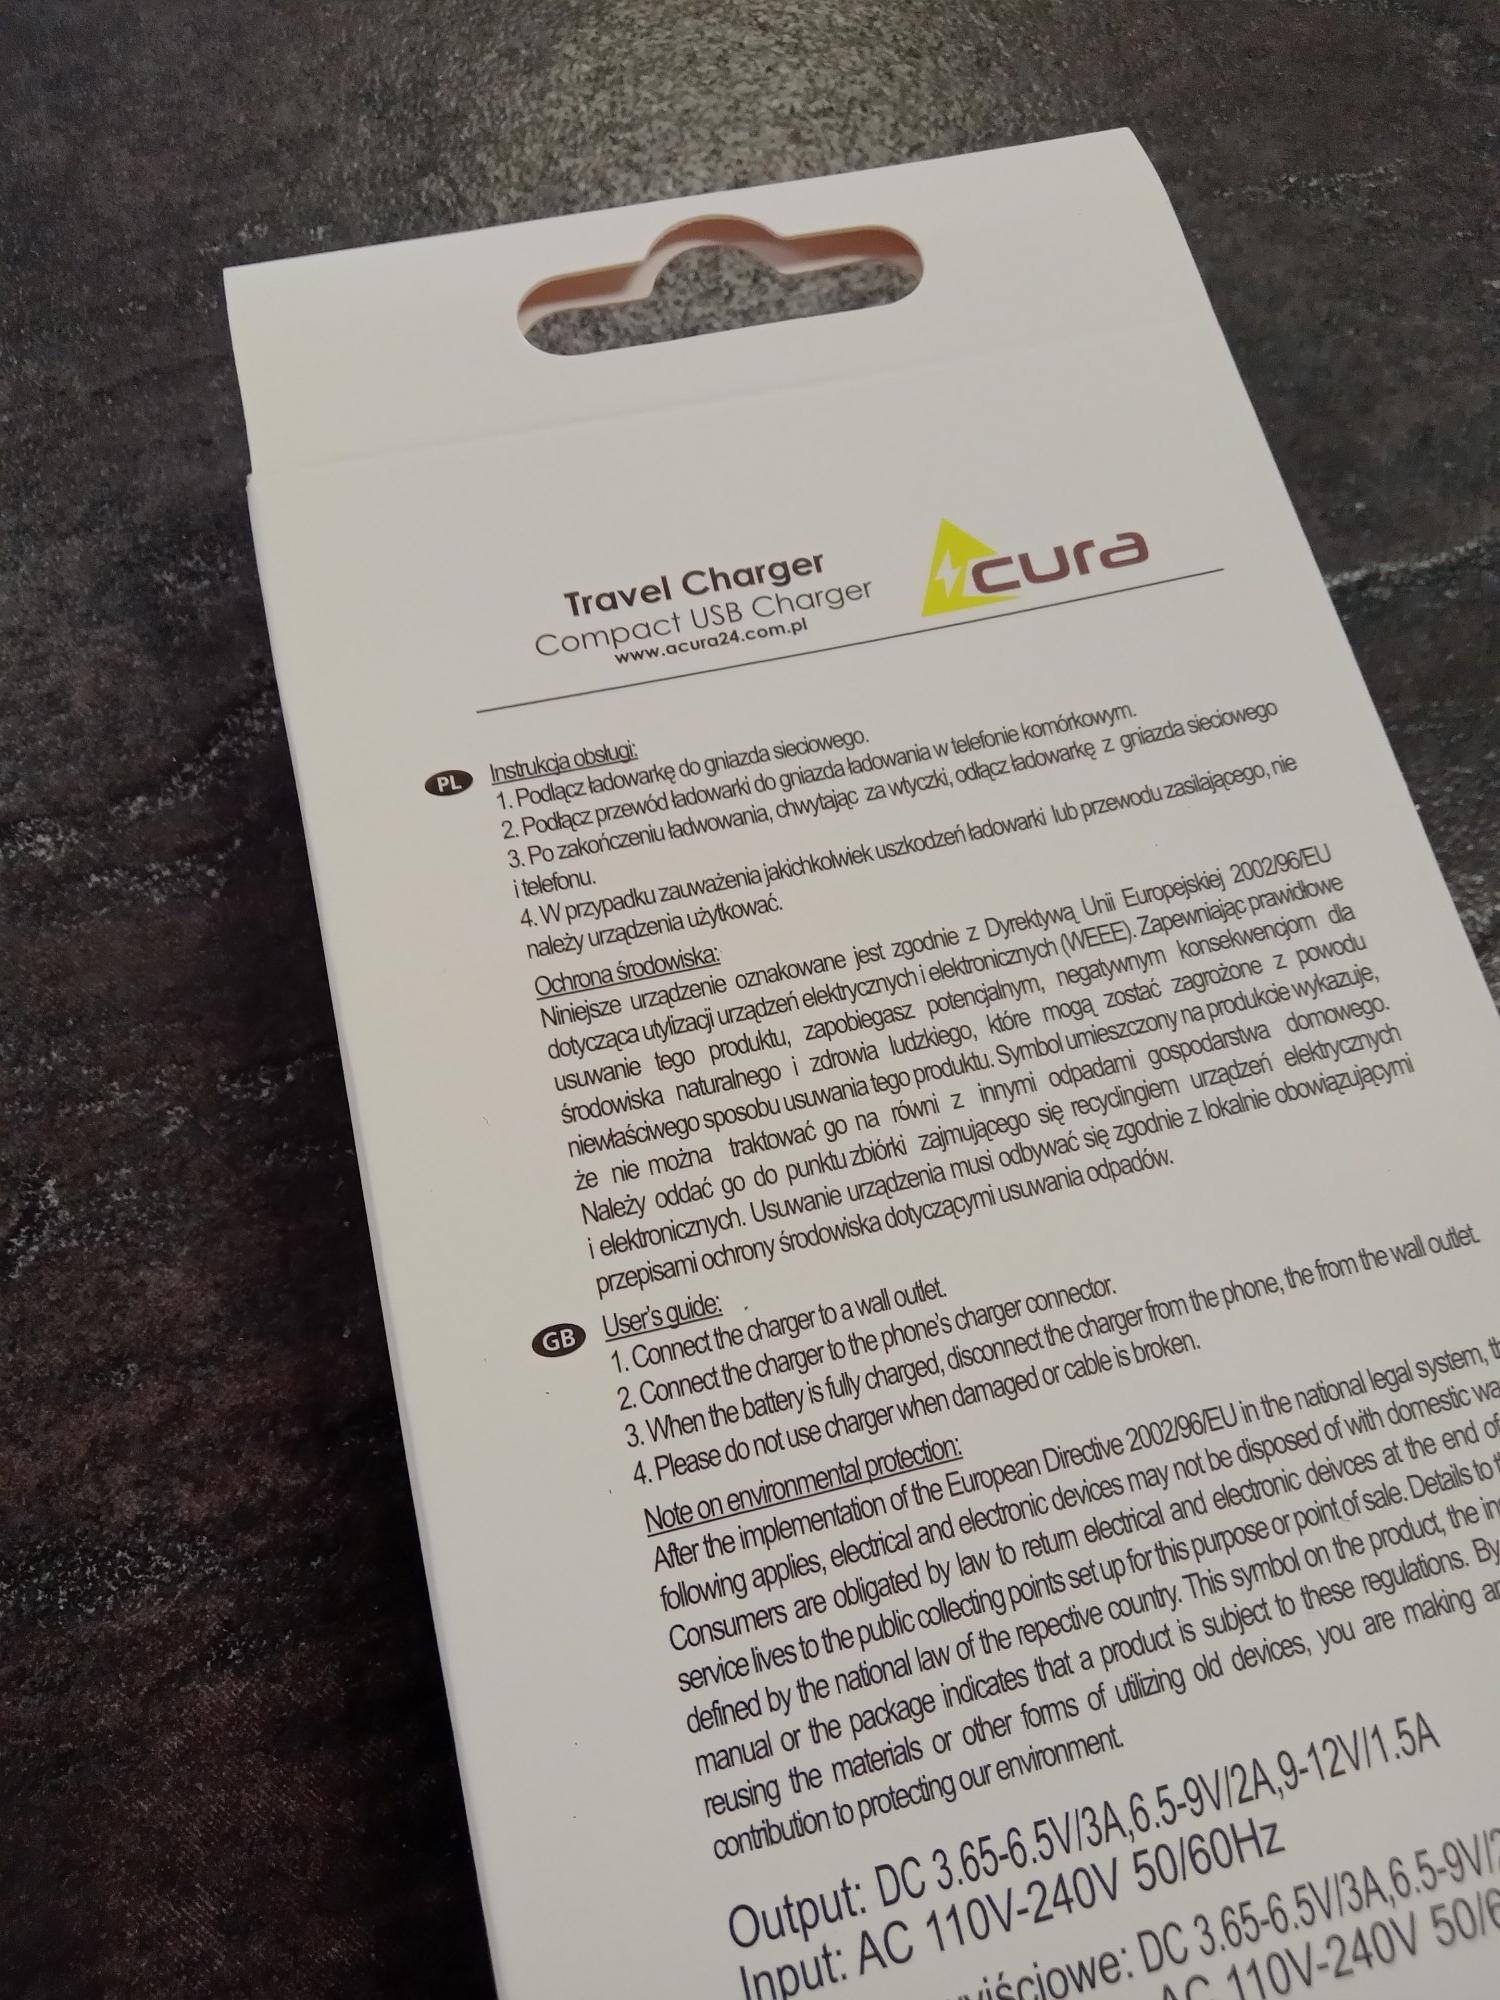 Travel Charger
Compact USB Charger
www.acura24.com.pl
Acura
PL
Instrukcja obsługi:
1. Podłącz ładowarkę do gniazda sieciowego.
2. Podłącz przewód ładowarki do gniazda ładowania w telefonie komórkowym.
3. Po zakończeniu ładwowania, chwytając za wtyczki, odłącz ładowarkę z gniazda sieciowego
i telefonu.
4. W przypadku zauważenia jakichkolwiek uszkodzeń ładowarki lub przewodu zasilającego, nie
należy urządzenia użytkować.
Ochrona środowiska:
Niniejsze urządzenie oznakowane jest zgodnie z Dyrektywą Unii Europejskiej 2002/96/EU
dotycząca utylizacji urządzeń elektrycznych i elektronicznych (WEEE). Zapewniając prawidłowe
usuwanie tego produktu, zapobiegasz potencjalnym, negatywnym konsekwencjom dla
środowiska naturalnego i zdrowia ludzkiego, które mogą zostać zagrożone z powodu
niewłaściwego sposobu usuwania tego produktu. Symbol umieszczony na produkcie wykazuje,
że nie można traktować go na równi z innymi odpadami gospodarstwa domowego.
Należy oddać go do punktu zbiórki zajmującego się recyclingiem urządzeń elektrycznych
i elektronicznych. Usuwanie urządzenia musi odbywać się zgodnie z lokalnie obowiązującymi
przepisami ochrony środowiska dotyczącymi usuwania odpadów.
GB
User's guide:
1. Connect the charger to a wall outlet.
2. Connect the charger to the phone's charger connector.
3. When the battery is fully charged, disconnect the charger from the phone, the from the wall outlet.
4. Please do not use charger when damaged or cable is broken.
Note on environmental protection:
After the implementation of the European Directive 2002/96/EU in the national legal system,
following applies, electrical and electronic devices may not be disposed of with domestic
Consumers are obligated by law to return electrical and electronic deivces at the end of
service lives to the public collecting points set up for this purpose or point of sale. Details to
defined by the national law of the repective country. This symbol on the product, the
manual or the package indicates that a product is subject to these regulations. By
reusing the materials or other forms of utilizing old devices, you are making
contribution to protecting our environment.
Output: DC 3.65-6.5V/3A,6.5-9V/2A,9-12V/1.5A
Input: AC 110V-240V 50/60Hz
DC 3.65-6.5V/3A,6.5-9V/
AC 110V-240V